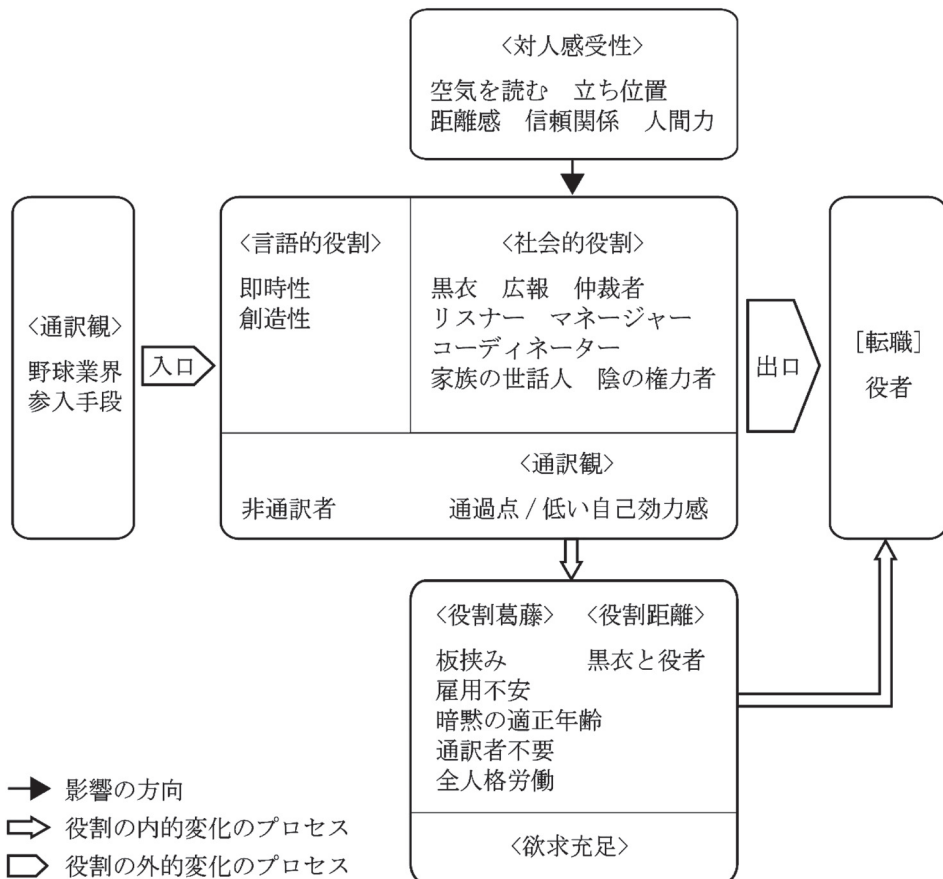 〈対人感受性〉
空気を読む　立ち位置
距離感　信頼関係　人間力
〈通訳観〉
野球業界
参入手段
入口
〈言語的役割〉
即時性
創造性
〈社会的役割〉
黒衣　広報　仲裁者
リスナー　マネージャー
コーディネーター
家族の世話人　陰の権力者
〈通訳観〉
非通訳者　通過点 / 低い自己効力感
出口
[転職]
役者
〈役割葛藤〉　〈役割距離〉
板挟み　黒衣と役者
雇用不安
暗黙の適正年齢
通訳者不要
全人格労働
〈欲求充足〉
影響の方向
役割の内的変化のプロセス
役割の外的変化のプロセス